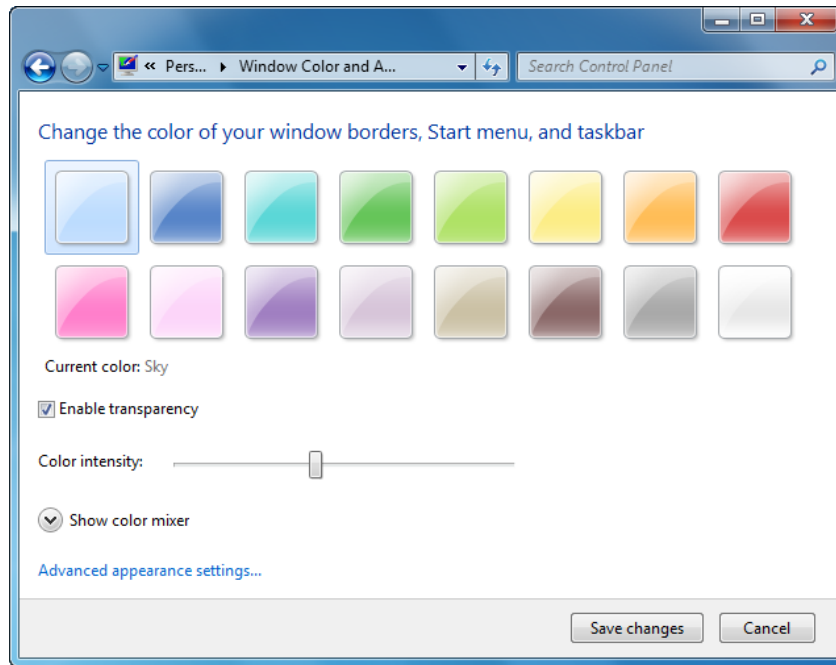 « Pers... Window Color and A... Search Control Panel
Change the color of your window borders, Start menu, and taskbar
Current color: Sky
Enable transparency
Color intensity:
Show color mixer
Advanced appearance settings...
Save changes Cancel